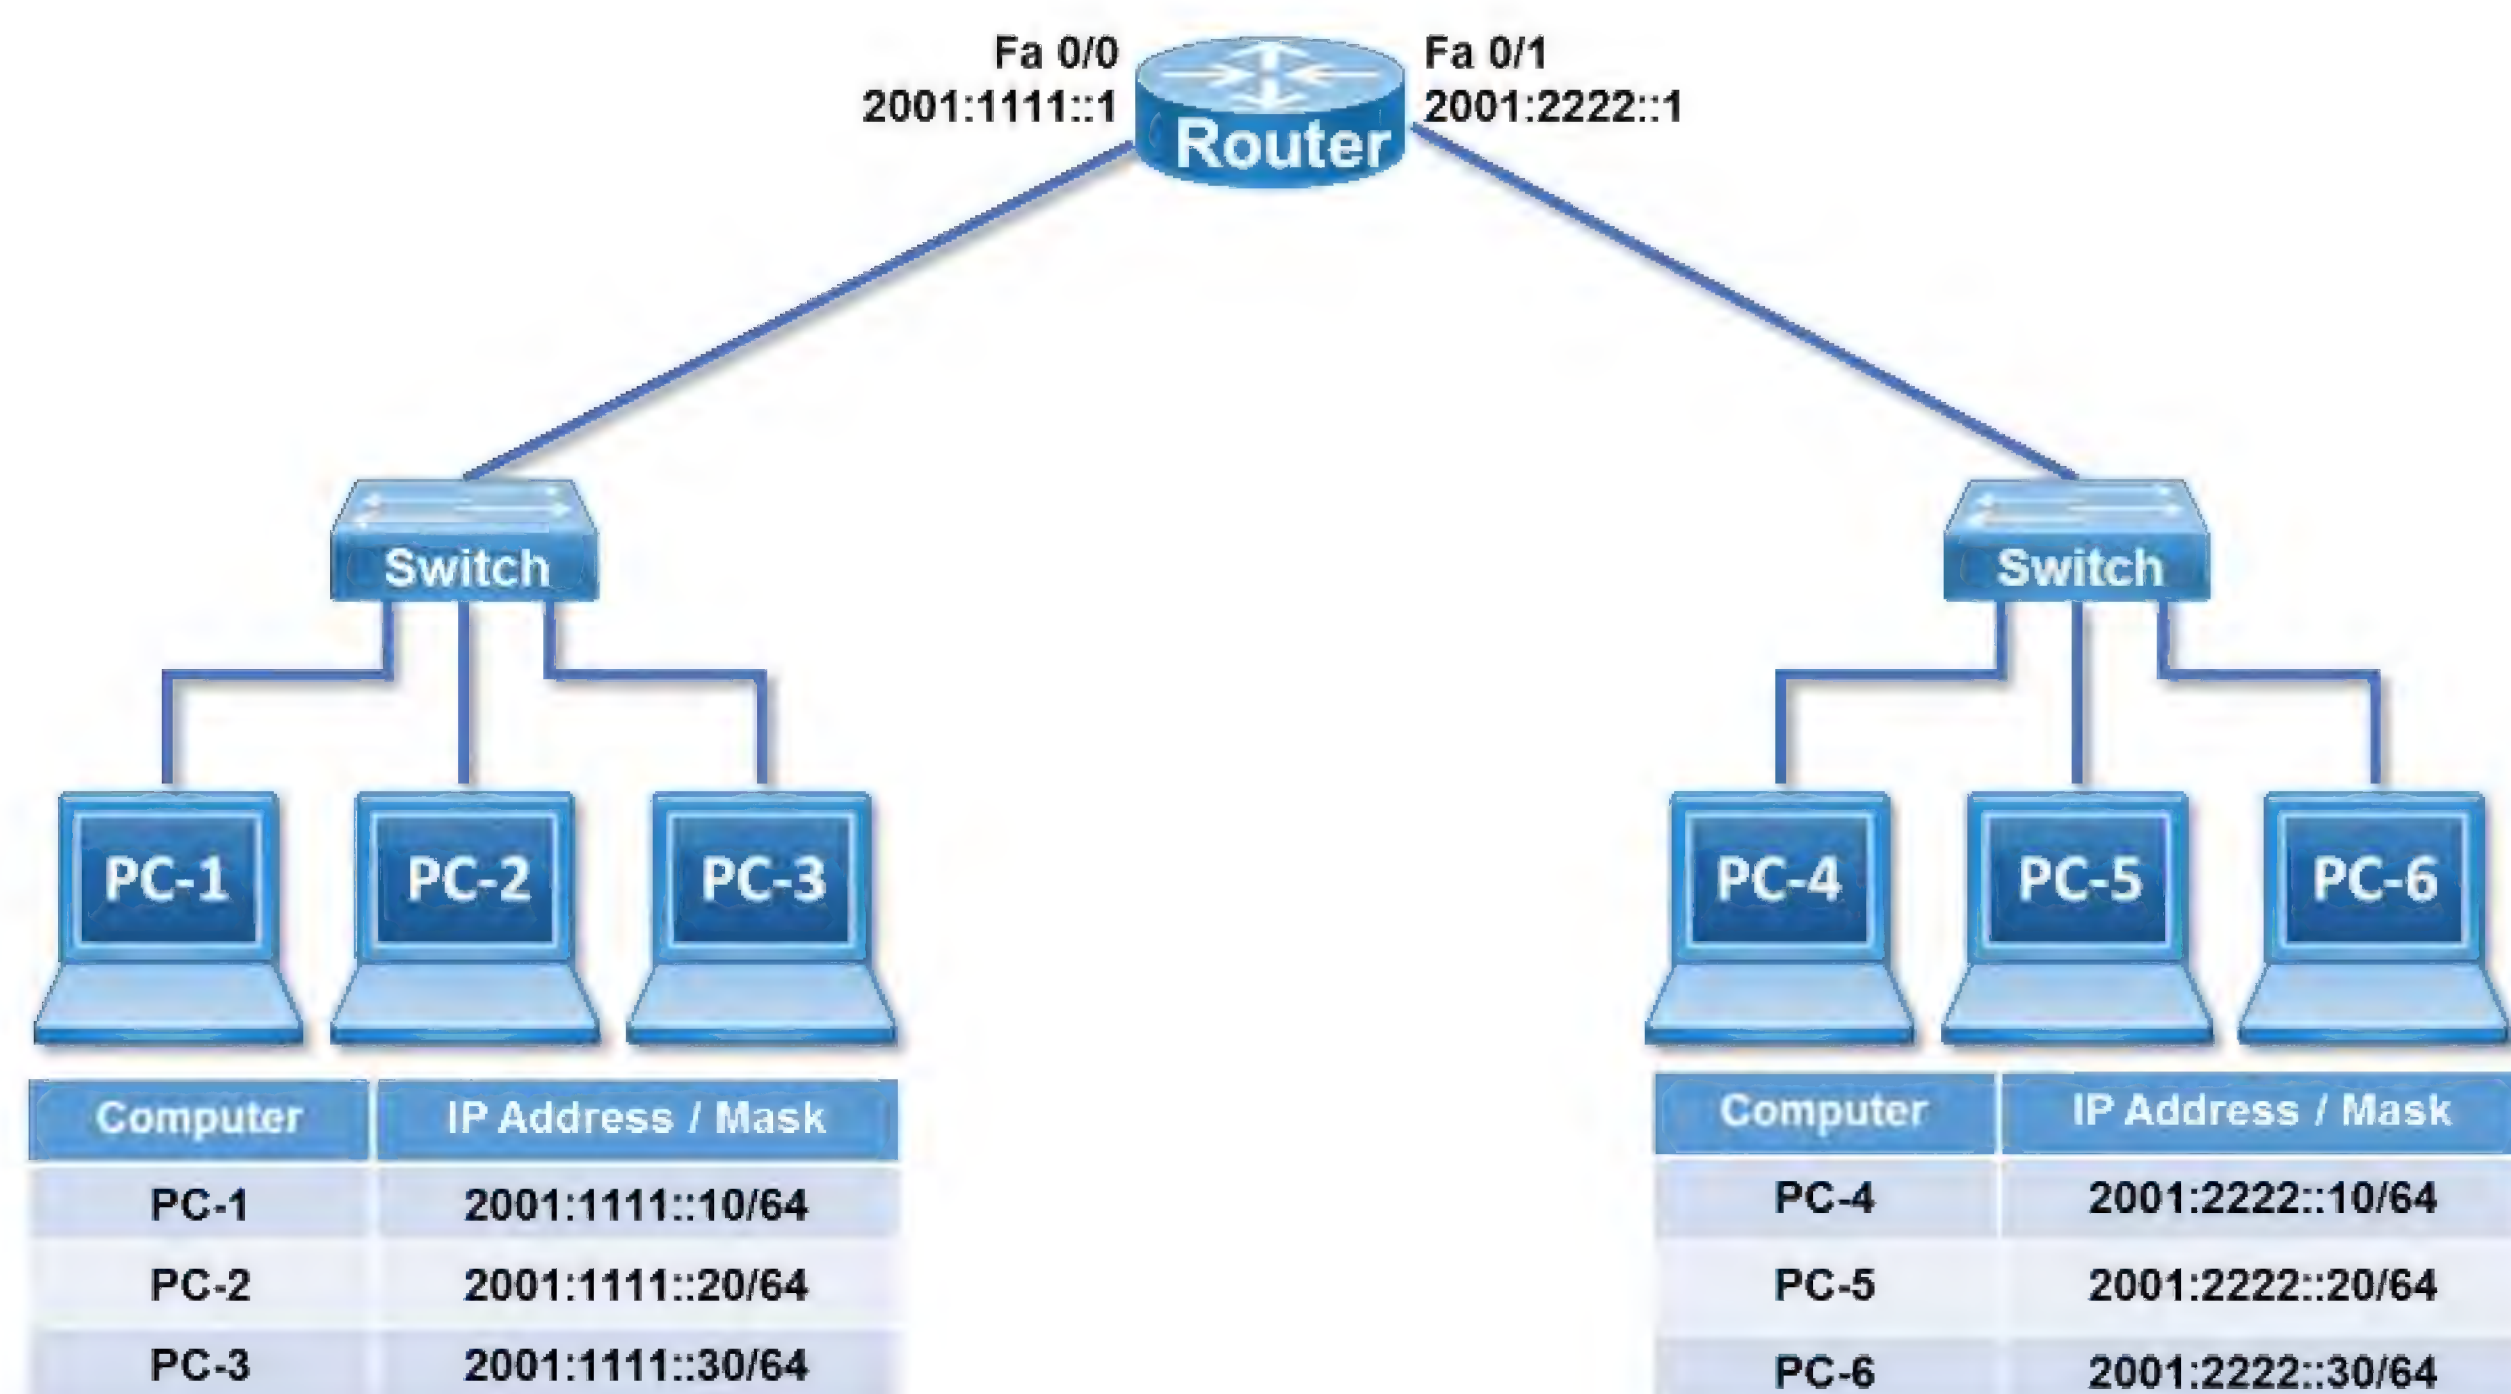 Fa 0/0
2001:1111::1
Router
Fa 0/1
2001:2222::1
Switch
Switch
PC-1
PC-2
PC-3
PC-4
PC-5
PC-6
Computer IP Address / Mask
PC-1 2001:1111::10/64
PC-2 2001:1111::20/64
PC-3 2001:1111::30/64
Computer IP Address / Mask
PC-4 2001:2222::10/64
PC-5 2001:2222::20/64
PC-6 2001:2222::30/64